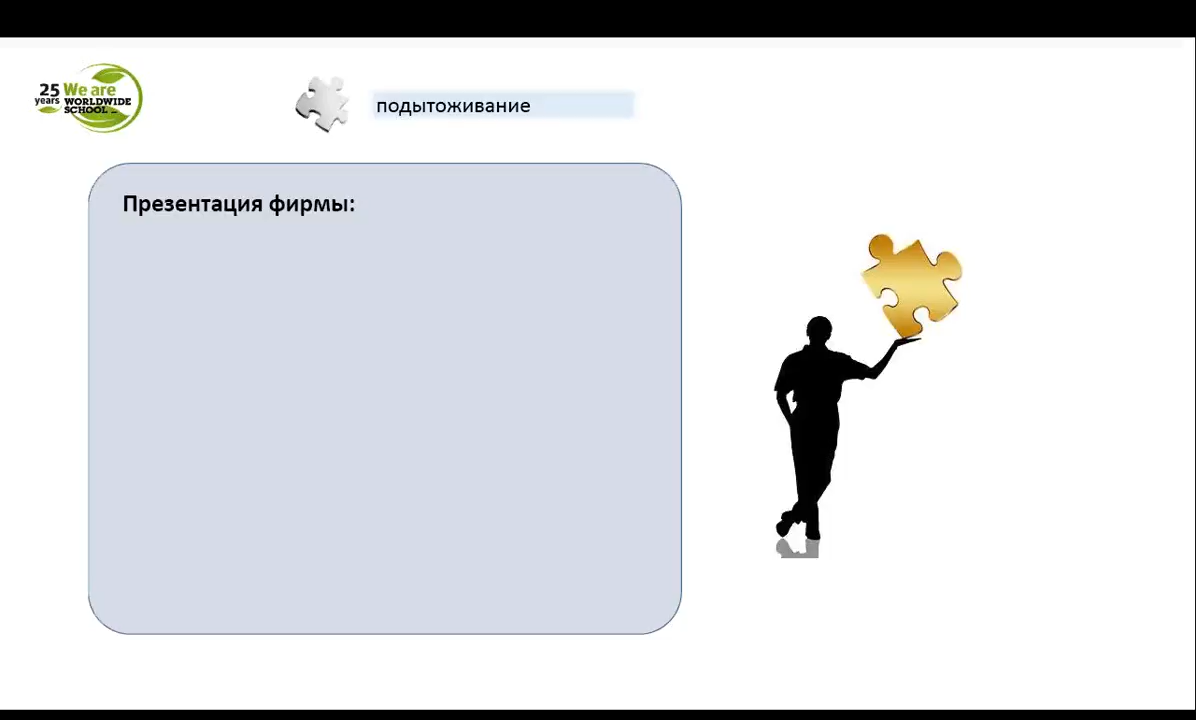 25 We are
years WORLDWIDE
SCHOOL ...
подытоживание
Презентация фирмы: